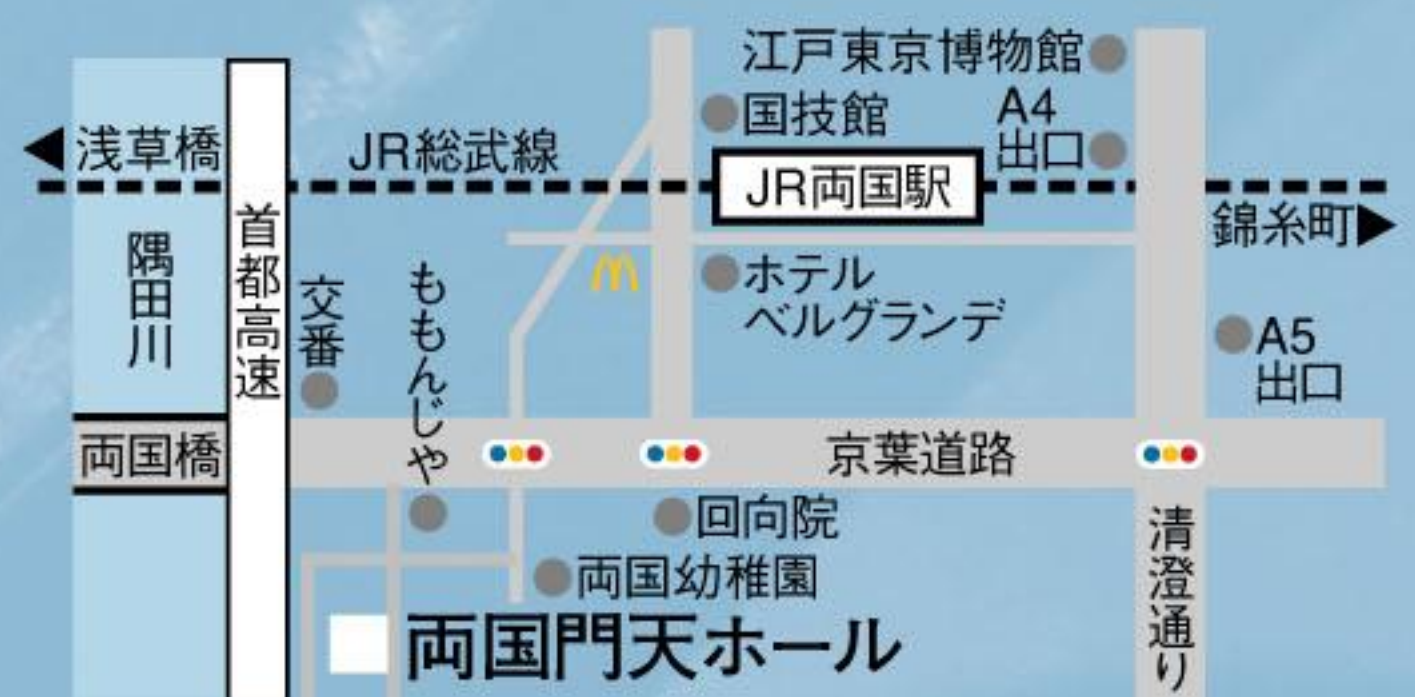 江戸東京博物館
国技館
A4
出口
浅草橋
JR総武線
JR両国駅
錦糸町
隅田川
首都高速
交番
ももんじや
ホテル
ベルグランデ
A5
出口
両国橋
京葉道路
回向院
両国幼稚園
清澄通り
両国門天ホール